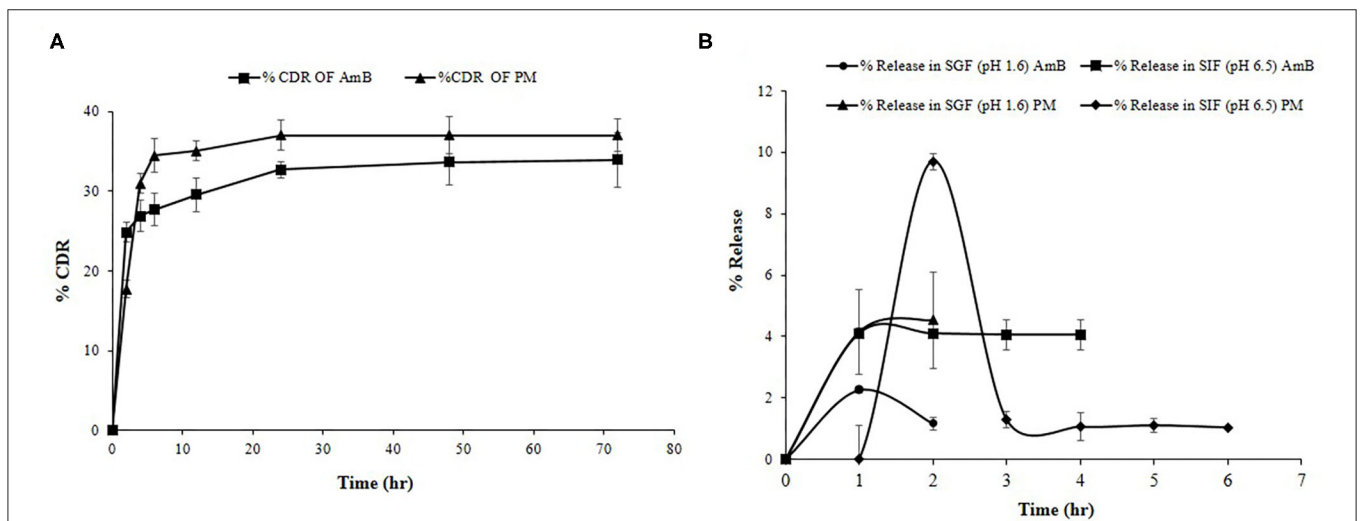 A
% CDR OF AmB
%CDR OF PM
40
30
20
10
0
% CDR
0 10 20 30 40 50 60 70 80
Time (hr)
B
% Release in SGF (pH 1.6) AmB
% Release in SIF (pH 6.5) AmB
% Release in SGF (pH 1.6) PM
% Release in SIF (pH 6.5) PM
12
10
8
6
4
2
0
% Release
0 1 2 3 4 5 6 7
Time (hr)